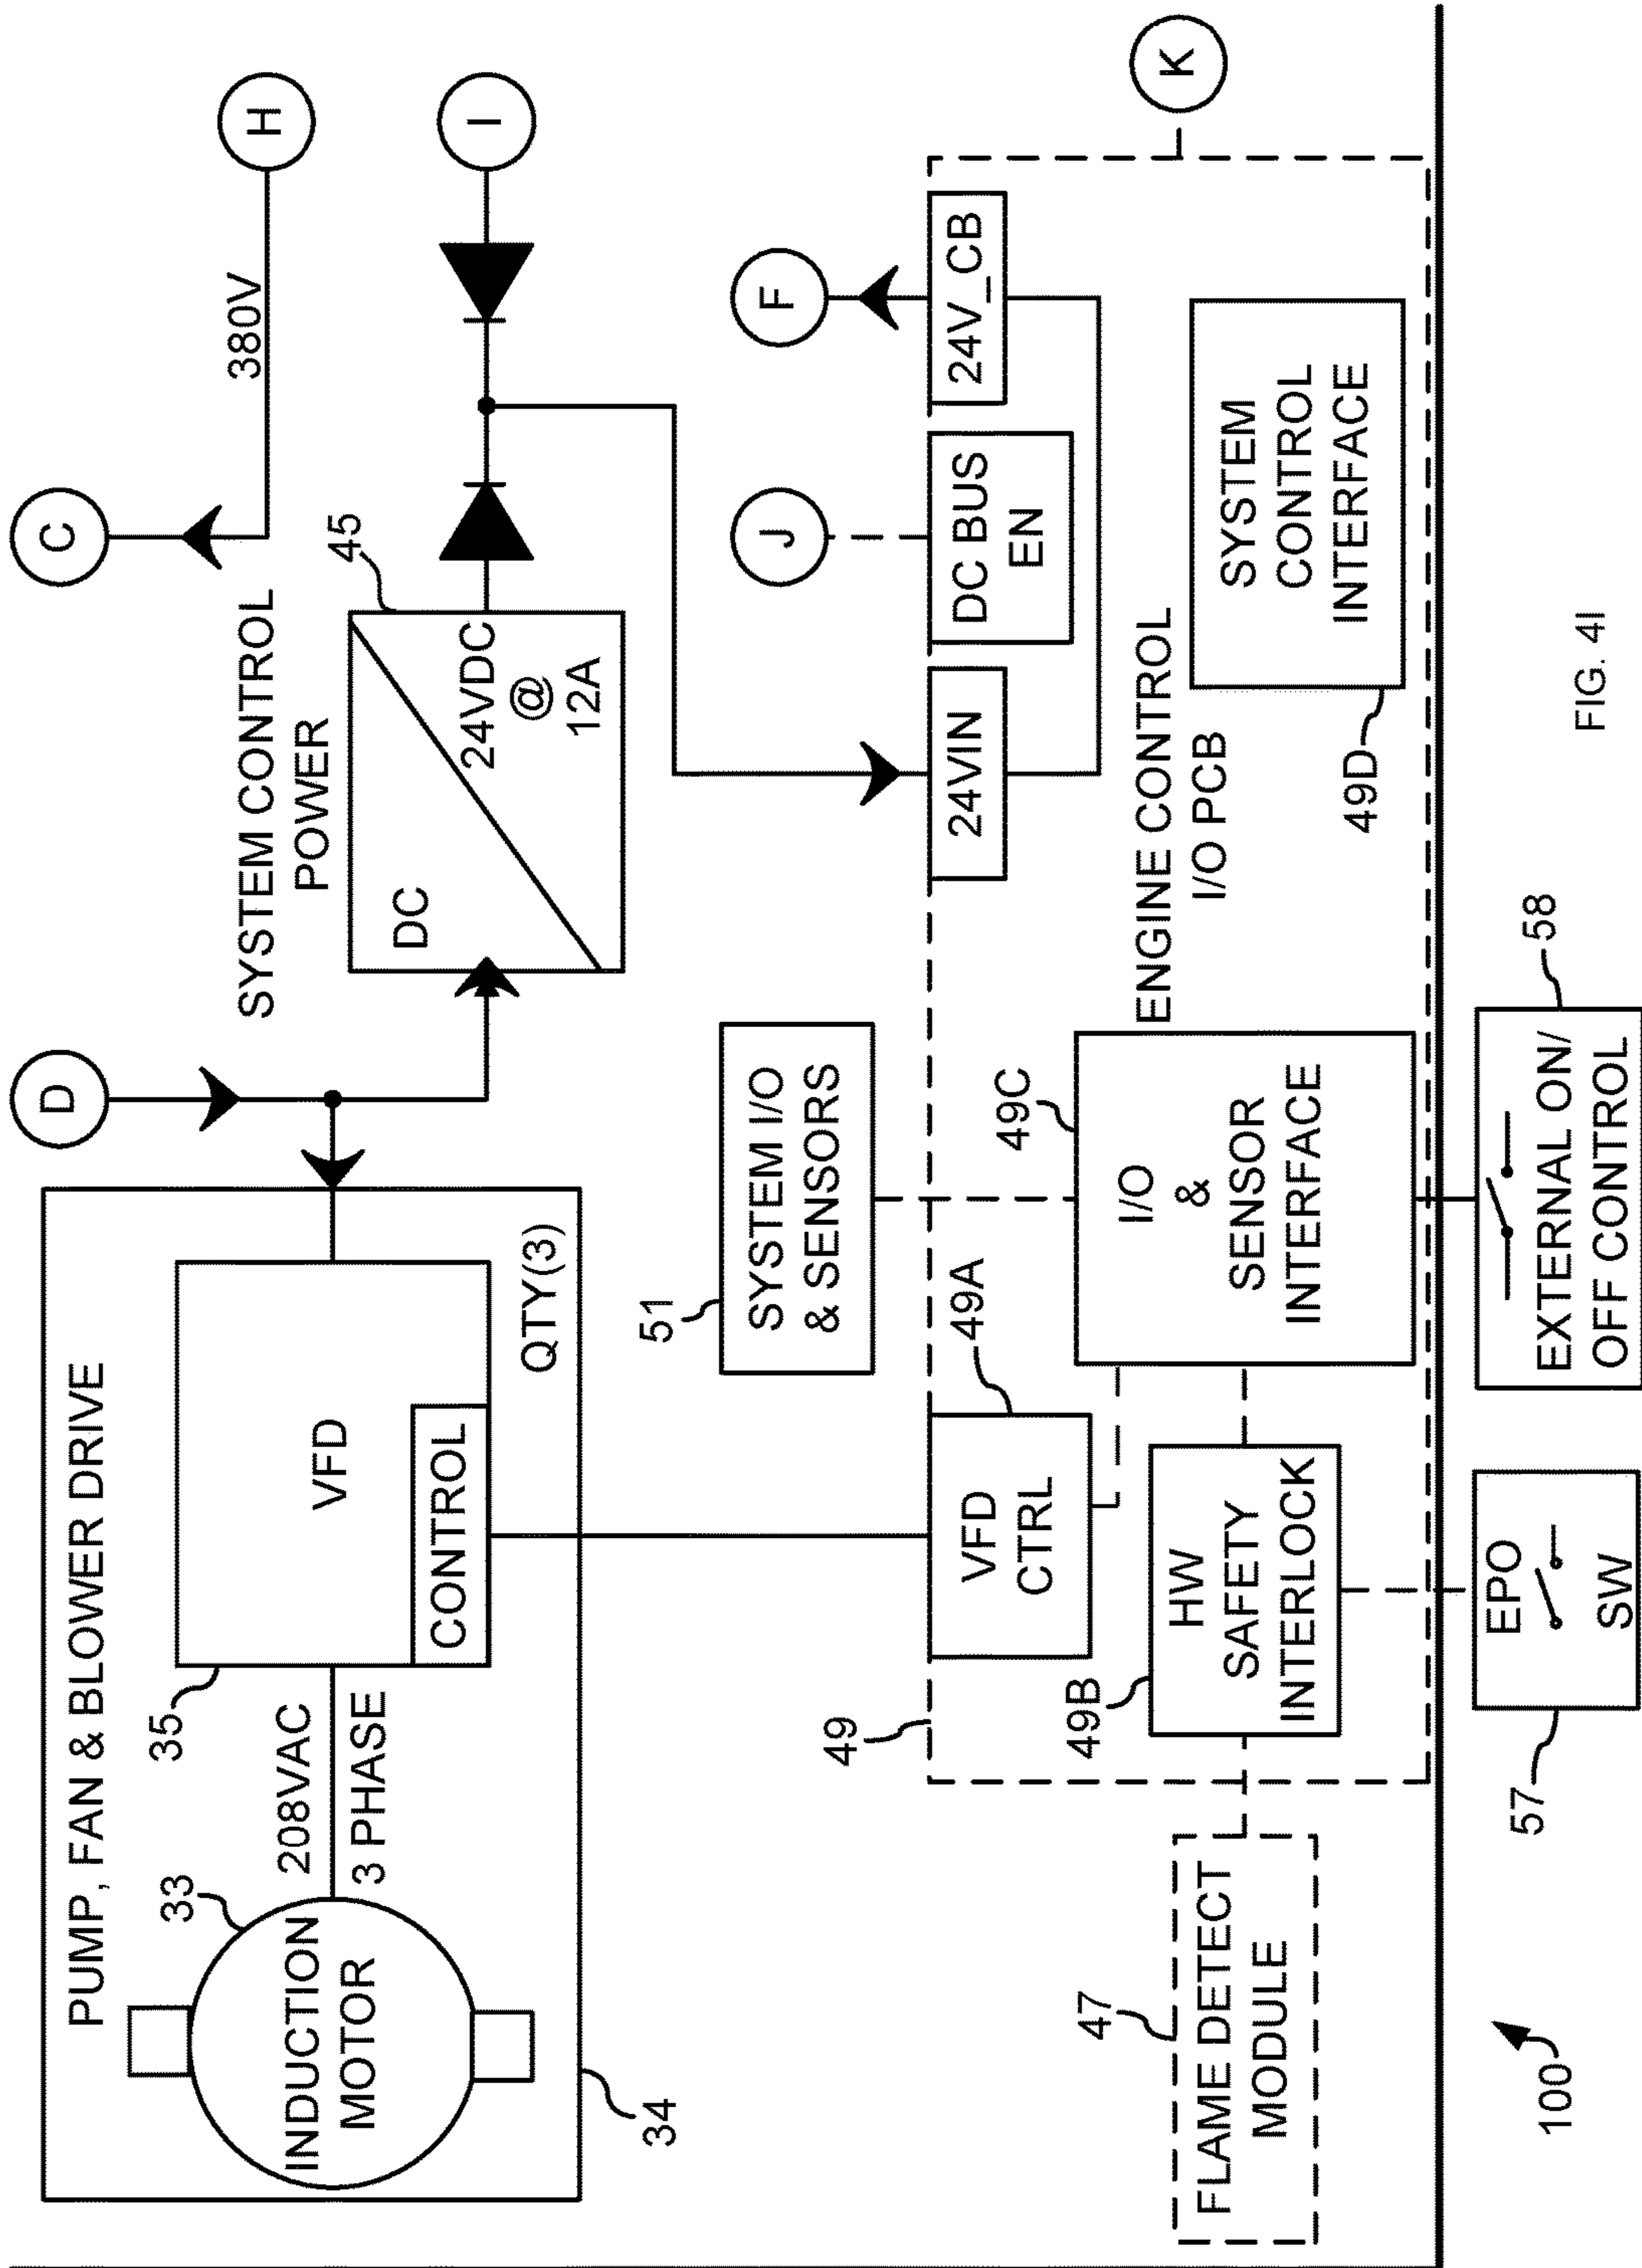 PUMP, FAN & BLOWER DRIVE
33
INDUCTION
MOTOR
208VAC
3 PHASE
35
VFD
CONTROL
QTY(3)
34
D
C
380V
H
SYSTEM CONTROL
POWER
45
DC
24VDC
@
12A
I
51
SYSTEM I/O
& SENSORS
J
F
49
VFD
CTRL
49A
24VIN
DC BUS
EN
24V_CB
K
47
FLAME DETECT
MODULE
49B
HW
SAFETY
INTERLOCK
49C
I/O
&
SENSOR
INTERFACE
ENGINE CONTROL
I/O PCB
49D
SYSTEM
CONTROL
INTERFACE
57
EPO
SW
58
EXTERNAL ON/
OFF CONTROL
100
FIG. 4I